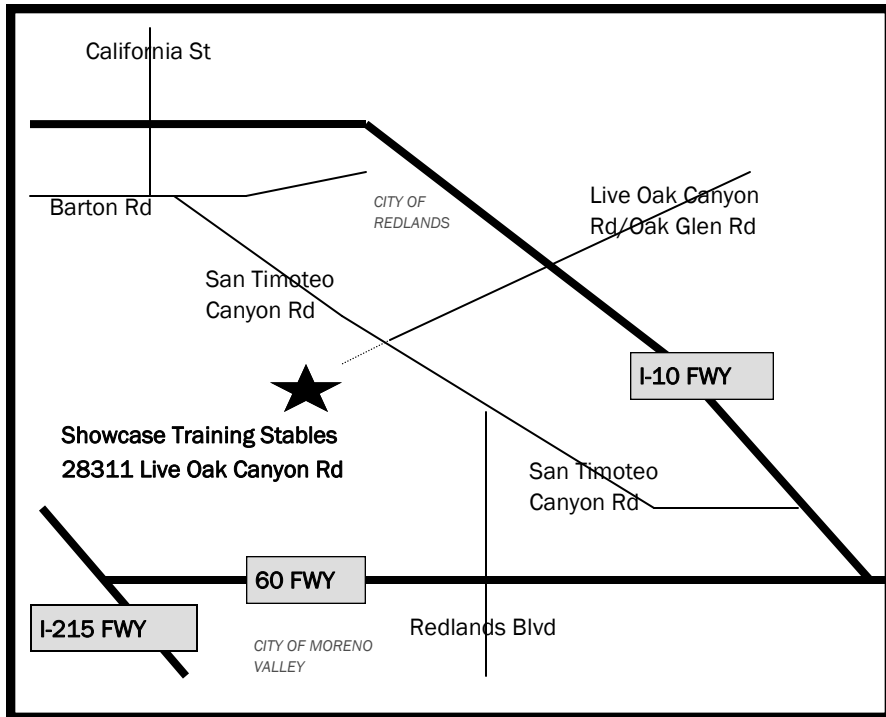 California St
Barton Rd
CITY OF
REDLANDS
Live Oak Canyon
Rd/Oak Glen Rd
San Timoteo
Canyon Rd
I-10 FWY
Showcase Training Stables
28311 Live Oak Canyon Rd
San Timoteo
Canyon Rd
60 FWY
I-215 FWY
Redlands Blvd
CITY OF MORENO
VALLEY